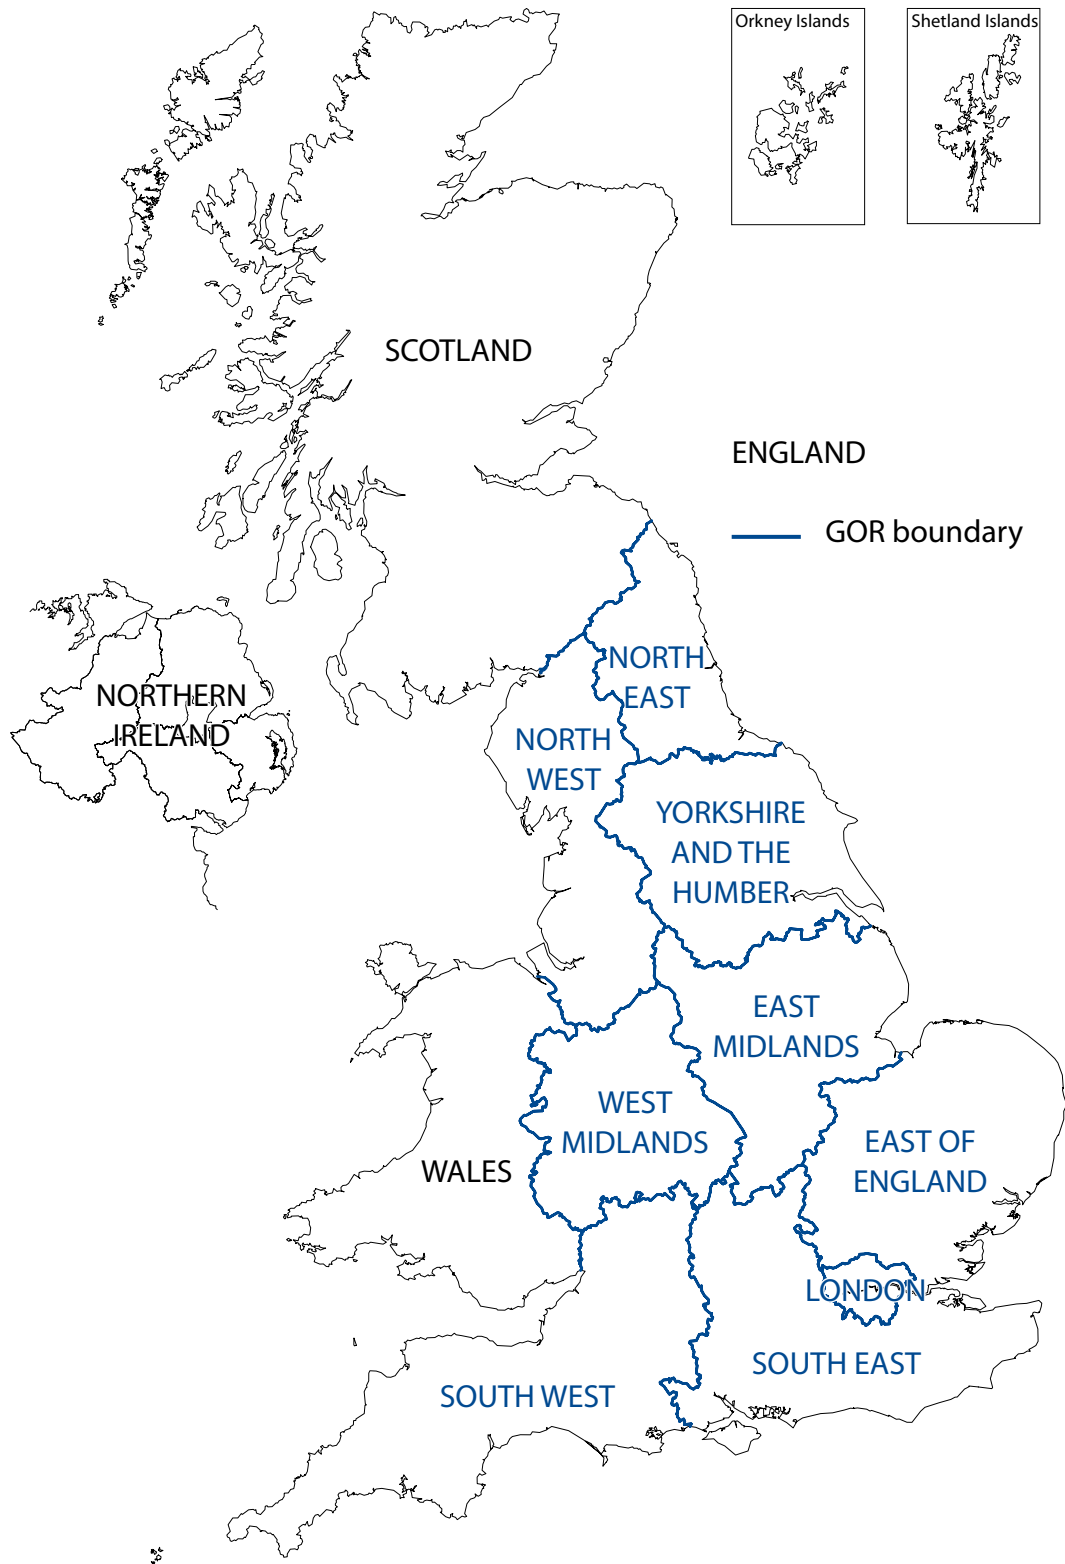 Orkney Islands
Shetland Islands
SCOTLAND
ENGLAND
GOR boundary
NORTH
EAST
NORTHERN
IRELAND
NORTH
WEST
YORKSHIRE
AND THE
HUMBER
EAST
MIDLANDS
WEST
MIDLANDS
EAST OF
ENGLAND
WALES
LONDON
SOUTH EAST
SOUTH WEST